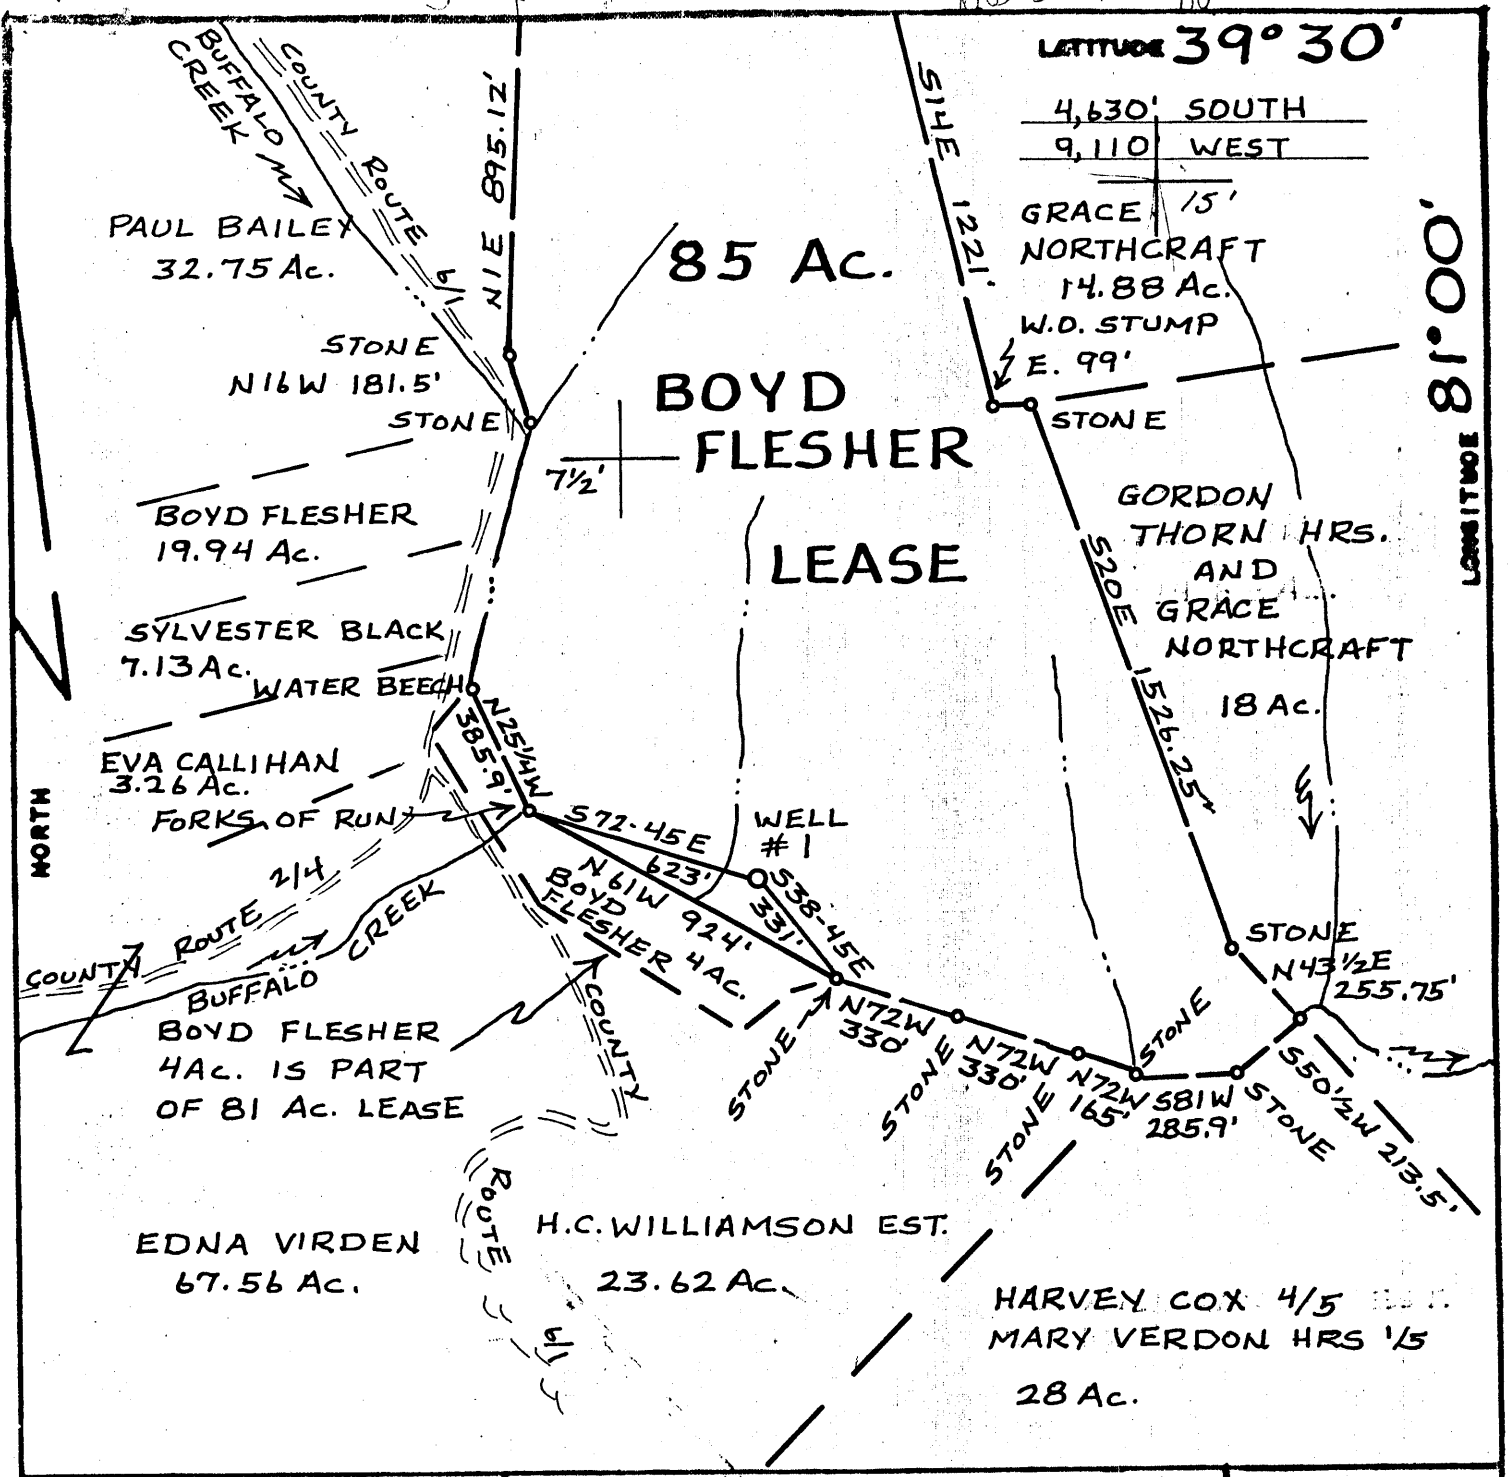 LATITUDE 39° 30'
4,630' SOUTH
9,110 WEST
15'
LONGITUDE 81° 00'
BUFFALO
CREEK
COUNTY ROUTE 6/1
N1E 895.12'
S14E 1221'
PAUL BAILEY
32.75 Ac.
85 Ac.
GRACE
NORTHCRAFT
14.88 Ac.
W.O. STUMP
E. 99'
STONE
STONE
N16W 181.5'
STONE
BOYD
FLESHER
LEASE
7½'
BOYD FLESHER
19.94 Ac.
GORDON
THORN HRS.
AND
GRACE
NORTHCRAFT
18 Ac.
S20E 1526.25"
SYLVESTER BLACK
7.13 Ac.
WATER BEECH
N25¼W
385.9'
EVA CALLIHAN
3.26 Ac.
FORKS OF RUN
NORTH
S72-45E
623'
WELL
# 1
S38-45E
331'
N61W 924'
BOYD
FLESHER 4 AC.
COUNTY ROUTE 2/4
BUFFALO CREEK
BOYD FLESHER
4Ac. IS PART
OF 81 Ac. LEASE
COUNTY
ROUTE
6/1
STONE
N72W
330'
STONE
N72W
330'
STONE
N72W
165'
STONE
S81W
285.9'
STONE
STONE
N43½E
255.75'
S50½W 213.5'
EDNA VIRDEN
67.56 Ac.
H.C. WILLIAMSON EST.
23.62 Ac.
HARVEY COX 4/5
MARY VERDON HRS 1/5
28 Ac.